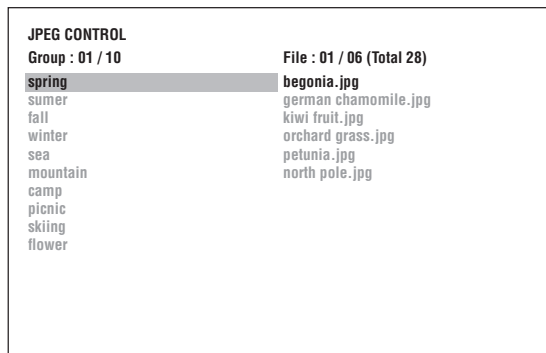 JPEG CONTROL
Group : 01 / 10
File : 01 / 06 (Total 28)
spring
begonia.jpg
sumer
german chamomile.jpg
fall
kiwi fruit.jpg
winter
orchard grass.jpg
sea
petunia.jpg
mountain
north pole.jpg
camp
picnic
skiing
flower